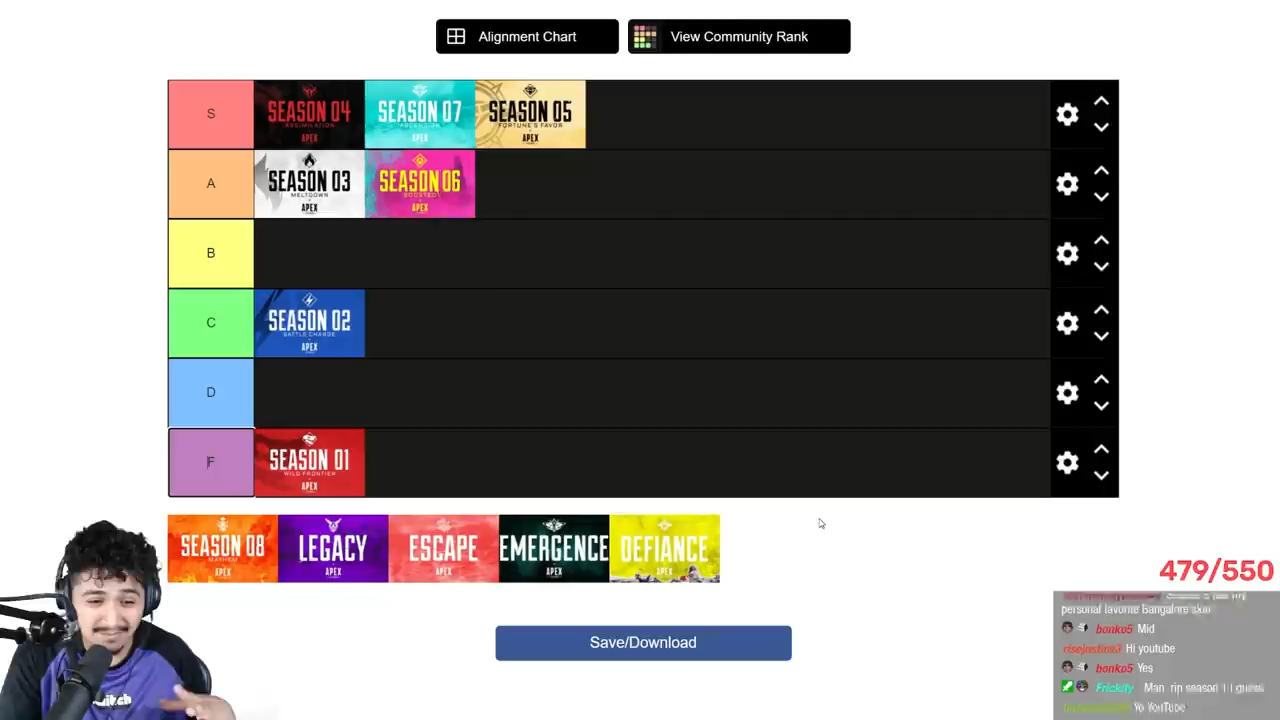 Alignment Chart
View Community Rank
S
SEASON 04
ASSIMILATION
APEX
SEASON 07
ASCENSION
APEX
SEASON 05
FORTUNE'S FAVOR
APEX
A
SEASON 03
MELTDOWN
APEX
SEASON 06
BOOSTED
APEX
B
C
SEASON 02
BATTLE CHARGE
APEX
D
F
SEASON 01
WILD FRONTIER
APEX
SEASON 08
MAYHEM
APEX
LEGACY
APEX
ESCAPE
APEX
EMERGENCE
APEX
DEFIANCE
APEX
Save/Download
479/550
personal favorite Bangalore skin
bonko5 Mid
Hi youtube
bonko5 Yes
Frickity Man rip season 1 I guess
Yo YouTube